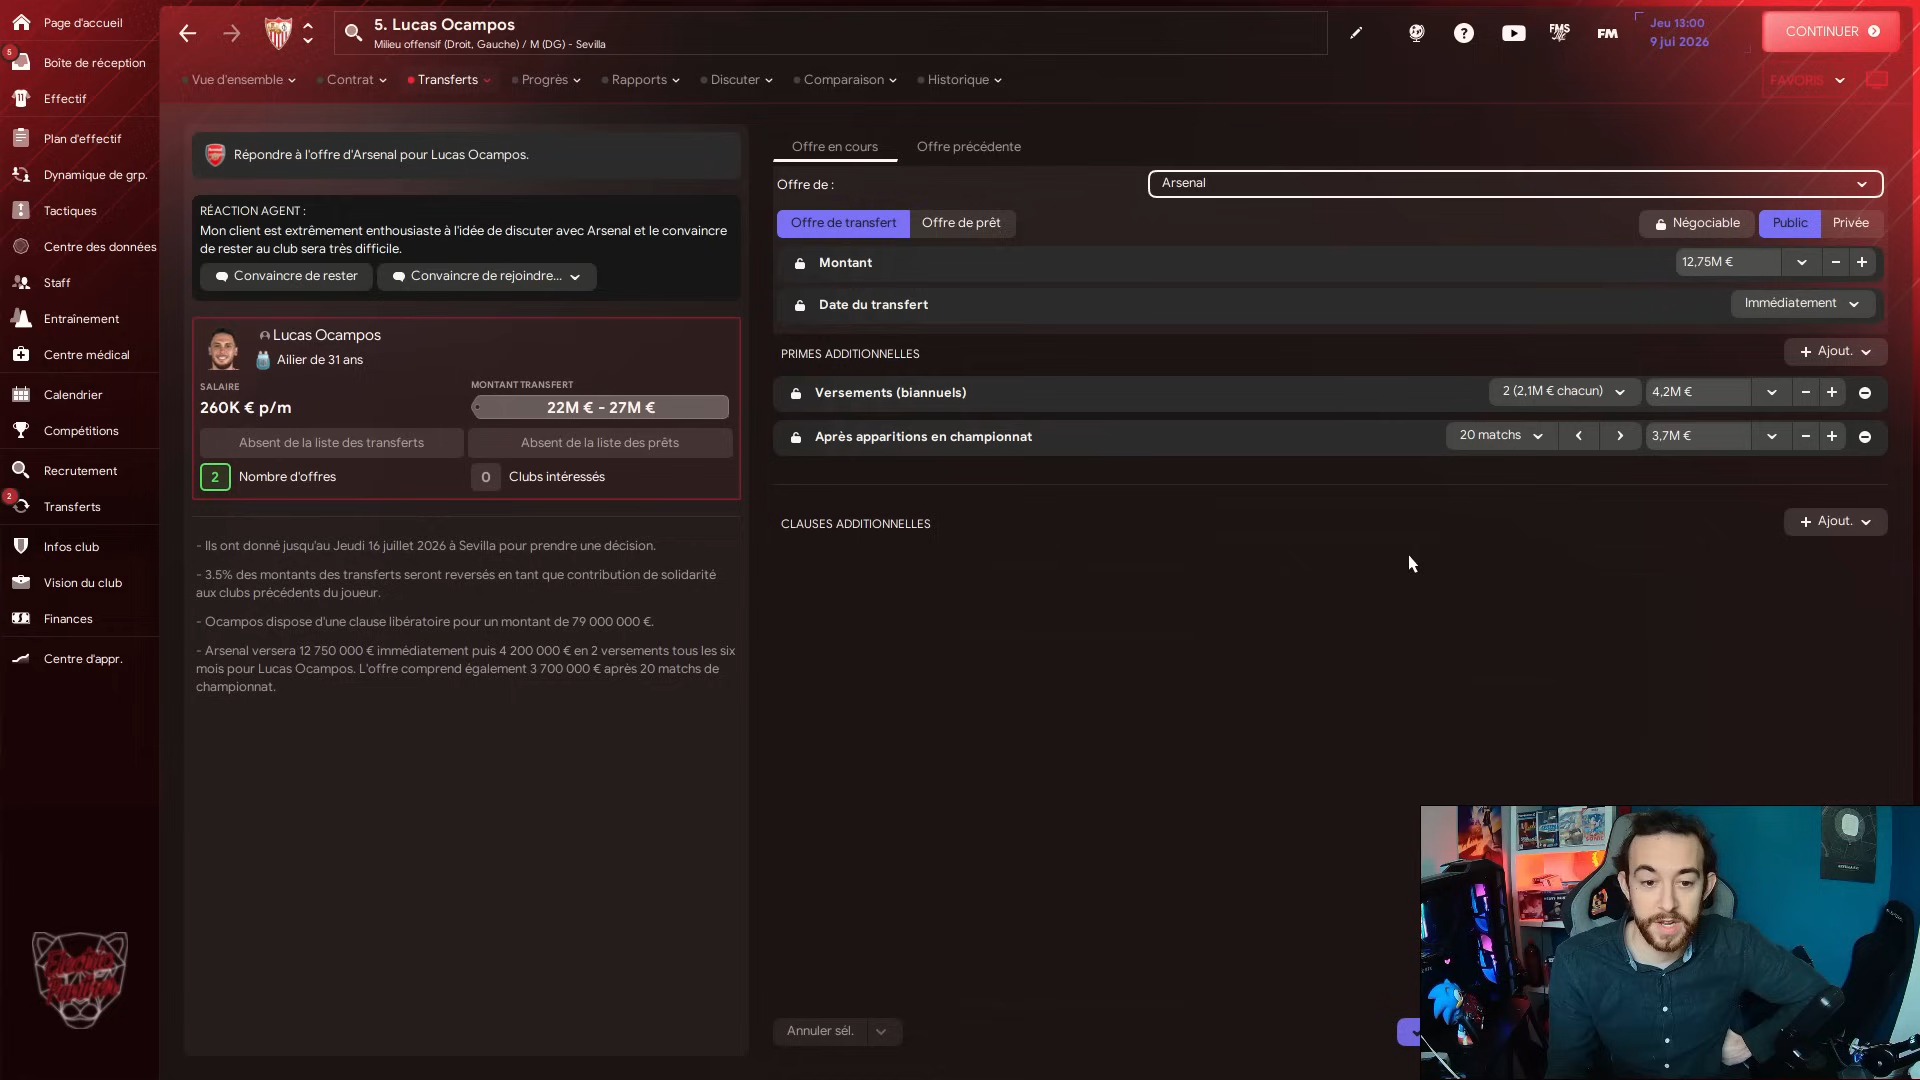 Page d'accueil
5
Boîte de réception
Effectif
Plan d'effectif
Dynamique de grp.
Tactiques
Centre des données
Staff
Entraînement
Centre médical
Calendrier
Compétitions
Recrutement
2
Transferts
Infos club
Vision du club
Finances
Centre d'appr.
5. Lucas Ocampos
Milieu offensif (Droit, Gauche) / M (DG) - Sevilla
FMS
FM
Jeu 13:00
9 jui 2026
CONTINUER
Vue d'ensemble
Contrat
Transferts
Progrès
Rapports
Discuter
Comparaison
Historique
FAVORIS
Répondre à l'offre d'Arsenal pour Lucas Ocampos.
RÉACTION AGENT :
Mon client est extrêmement enthousiaste à l'idée de discuter avec Arsenal et le convaincre
de rester au club sera très difficile.
Convaincre de rester
Convaincre de rejoindre...
Lucas Ocampos
Ailier de 31 ans
SALAIRE
MONTANT TRANSFERT
260K € p/m
22M € - 27M €
Absent de la liste des transferts
Absent de la liste des prêts
2 Nombre d'offres
0 Clubs intéressés
- Ils ont donné jusqu'au Jeudi 16 juillet 2026 à Sevilla pour prendre une décision.
- 3.5% des montants des transferts seront reversés en tant que contribution de solidarité
aux clubs précédents du joueur.
- Ocampos dispose d'une clause libératoire pour un montant de 79 000 000 €.
- Arsenal versera 12 750 000 € immédiatement puis 4 200 000 € en 2 versements tous les six
mois pour Lucas Ocampos. L'offre comprend également 3 700 000 € après 20 matchs de
championnat.
Offre en cours
Offre précédente
Offre de :
Arsenal
Offre de transfert
Offre de prêt
Négociable
Public
Privée
Montant
12,75M €
Date du transfert
Immédiatement
PRIMES ADDITIONNELLES
+ Ajout.
Versements (biannuels)
2 (2,1M € chacun)
4,2M €
Après apparitions en championnat
20 matchs
3,7M €
CLAUSES ADDITIONNELLES
+ Ajout.
Annuler sél.